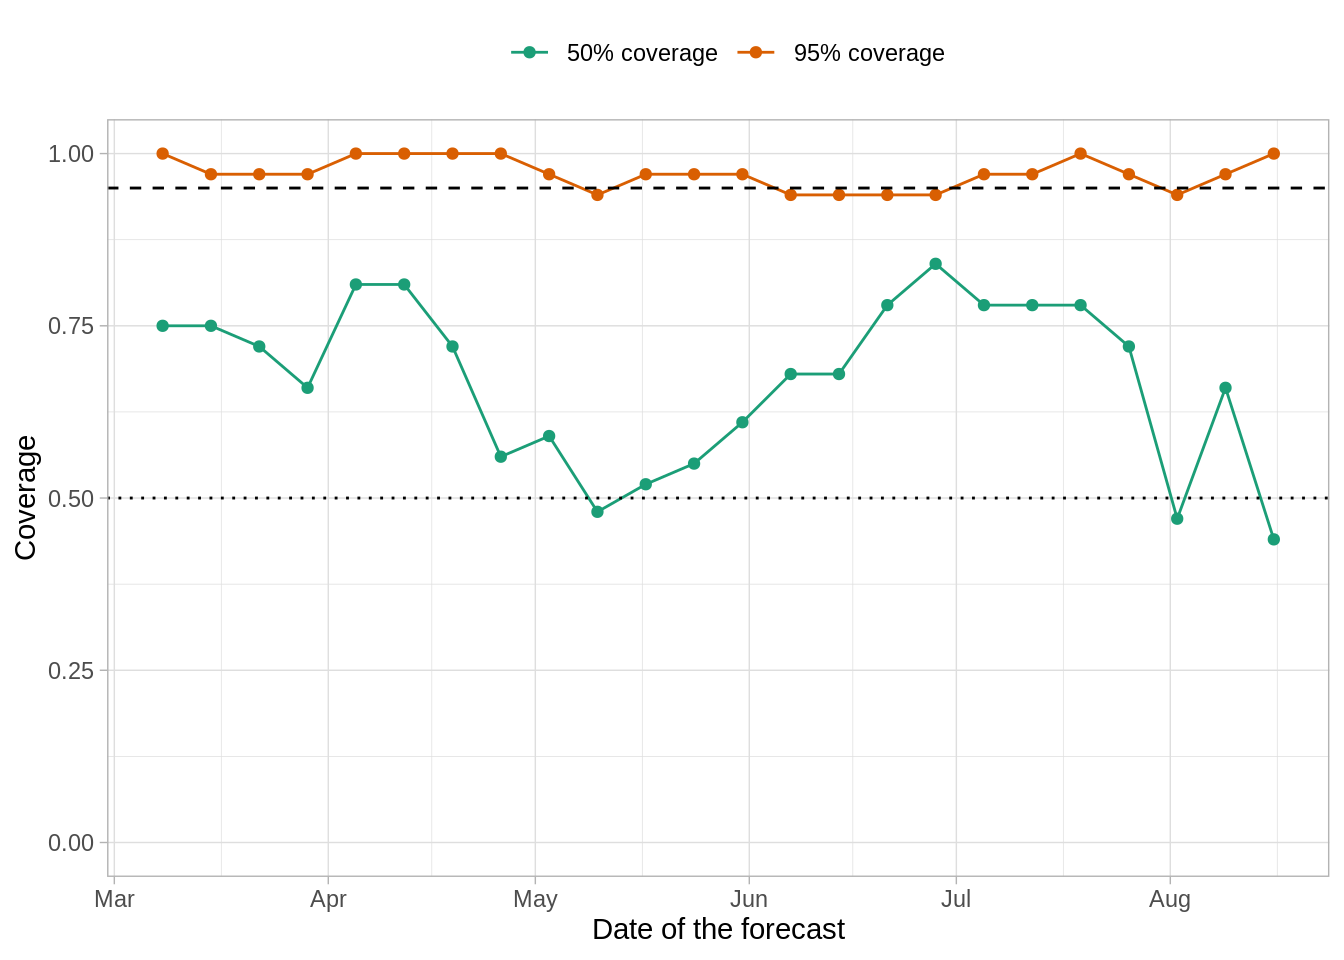 50% coverage 95% coverage
1.00
0.75
0.50
0.25
0.00
Coverage
Mar Apr May Jun Jul Aug
Date of the forecast